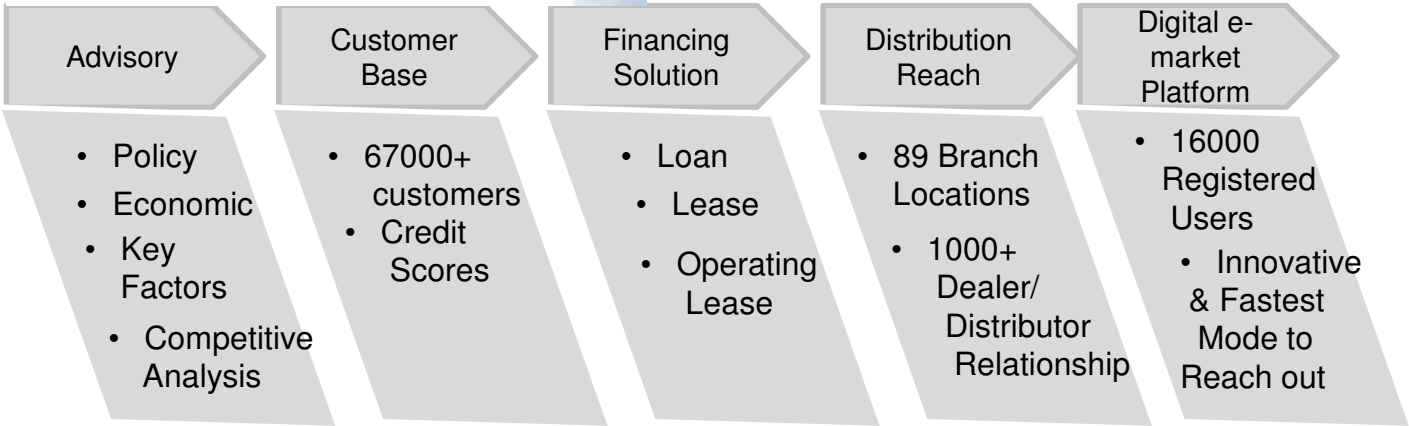 Advisory
Customer
Base
Financing
Solution
Distribution
Reach
Digital e-
market
Platform
• Policy
• Economic
• Key
Factors
• Competitive
Analysis
• 67000+
customers
• Credit
Scores
• Loan
• Lease
• Operating
Lease
• 89 Branch
Locations
• 1000+
Dealer/
Distributor
Relationship
• 16000
Registered
Users
• Innovative
& Fastest
Mode to
Reach out